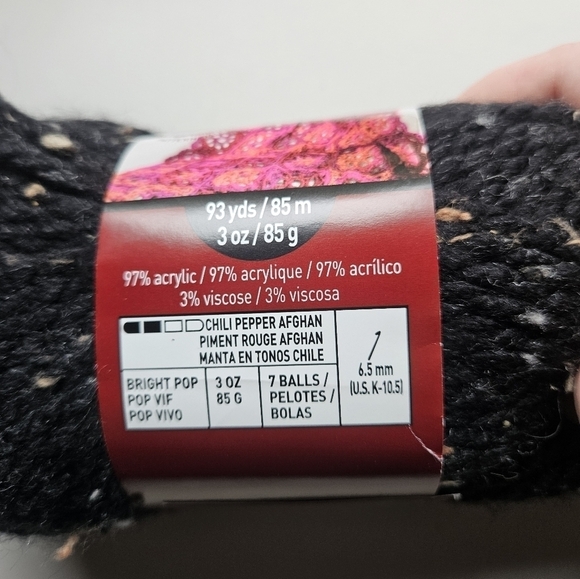 93 yds / 85 m
3 oz / 85 g
97% acrylic / 97% acrylique / 97% acrílico
3% viscose / 3% viscosa
CHILI PEPPER AFGHAN
PIMENT ROUGE AFGHAN
MANTA EN TONOS CHILE
6.5 mm
(U.S. K-10.5)
BRIGHT POP
POP VIF
POP VIVO
3 OZ
85 G
7 BALLS /
PELOTES /
BOLAS